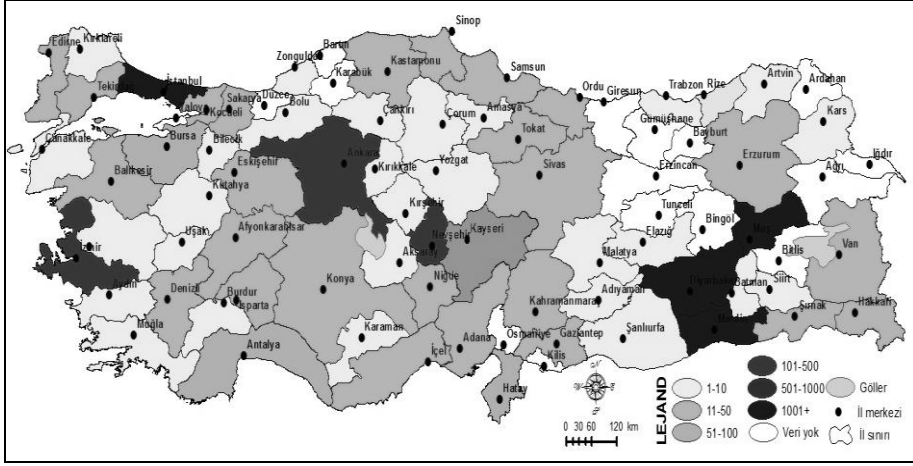 Sinop
Kırklafeli
Edirne
Bartın
Zonguldak
Kastamonu
Karabük
Samsun
Artvin
Ardahan
İstanbul
Tekirdağ
Düzce
Bolu
Sakarya
Kocaeli
Yalova
Ordu
Giresun
Trabzon
Rize
Kars
Çankırı
Çorum
Amasya
Gümüşhane
Bayburt
Çanakkale
Bursa
Bilecik
Tokat
Iğdır
Ağrı
Erzurum
Erzincan
Balıkesir
Eskişehir
Ankara
Kırıkkale
Yozgat
Sivas
Kütahya
Kırşehir
Tunceli
Bingöl
Muş
Bitlis
Van
İzmir
Uşak
Afyonkarahisar
Nevşehir
Kayseri
Elazığ
Malatya
Aksaray
Konya
Niğde
Adıyaman
Diyarbakır
Batman
Siirt
Aydın
Denizli
Burdur
Isparta
Kahramanmaraş
Şırnak
Hakkari
Mardin
Muğla
Karaman
Osmaniye
Gaziantep
Şanlıurfa
Antalya
İçel
Adana
Kilis
Hatay
LEJAND
1-10
11-50
51-100
101-500
501-1000
1001+
Veri yok
Göller
İl merkezi
İl sınırı
0 30 60 120 km